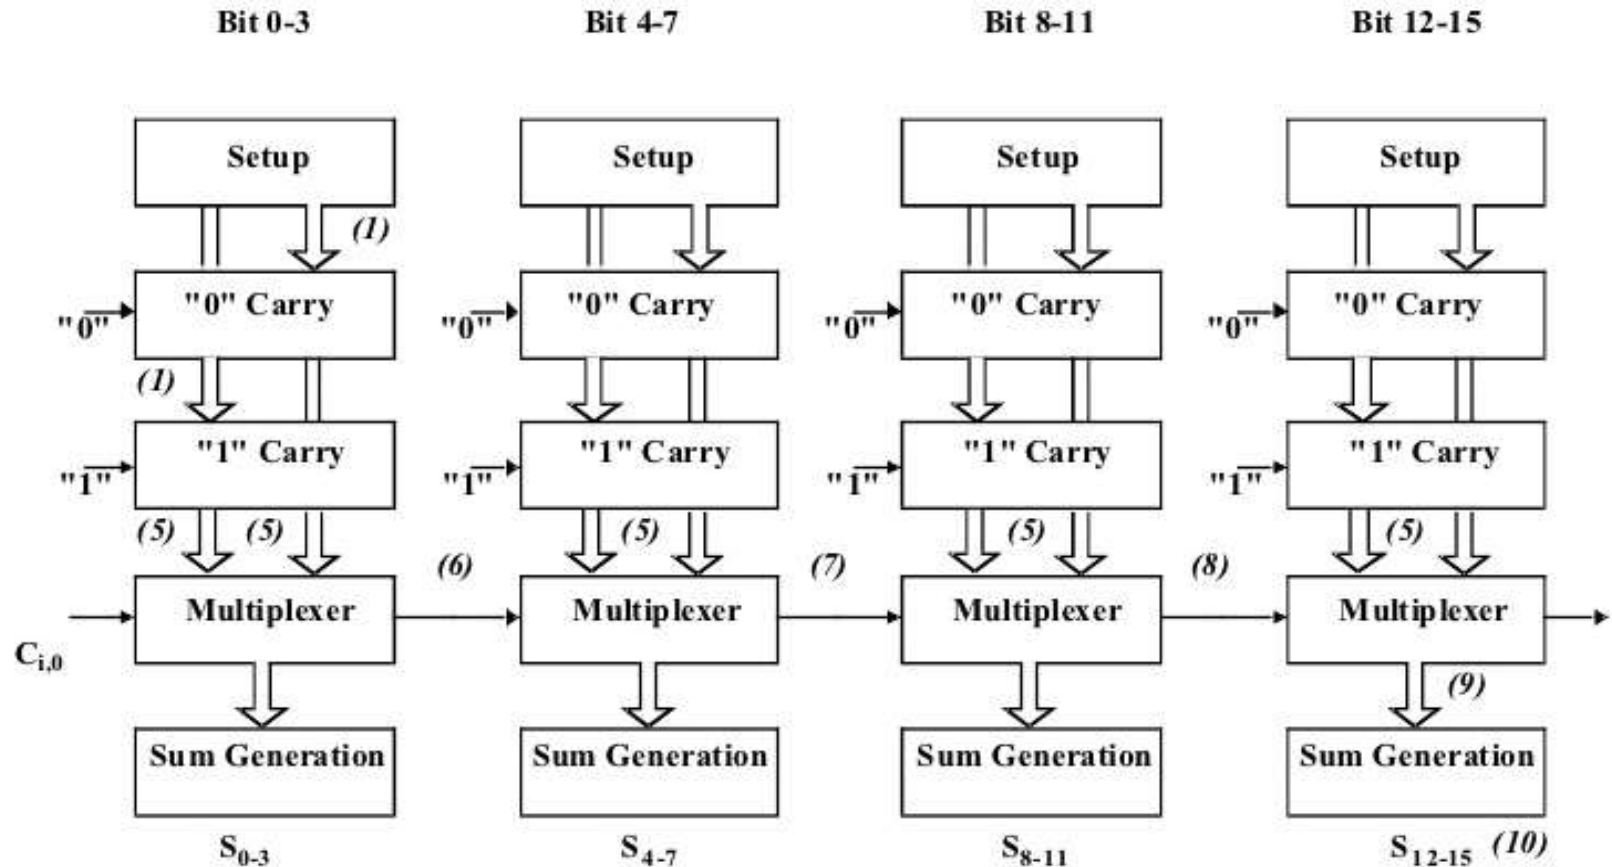 Bit 0-3 Bit 4-7 Bit 8-11 Bit 12-15
Setup Setup Setup Setup
(1)
"0" Carry "0" Carry "0" Carry "0" Carry
"0" "0" "0" "0"
(1)
"1" Carry "1" Carry "1" Carry "1" Carry
"1" "1" "1" "1"
(5) (5) (5) (5) (5)
(6) (7) (8)
Multiplexer Multiplexer Multiplexer Multiplexer
Ci,0
(9)
Sum Generation Sum Generation Sum Generation Sum Generation
S0-3 S4-7 S8-11 S12-15 (10)